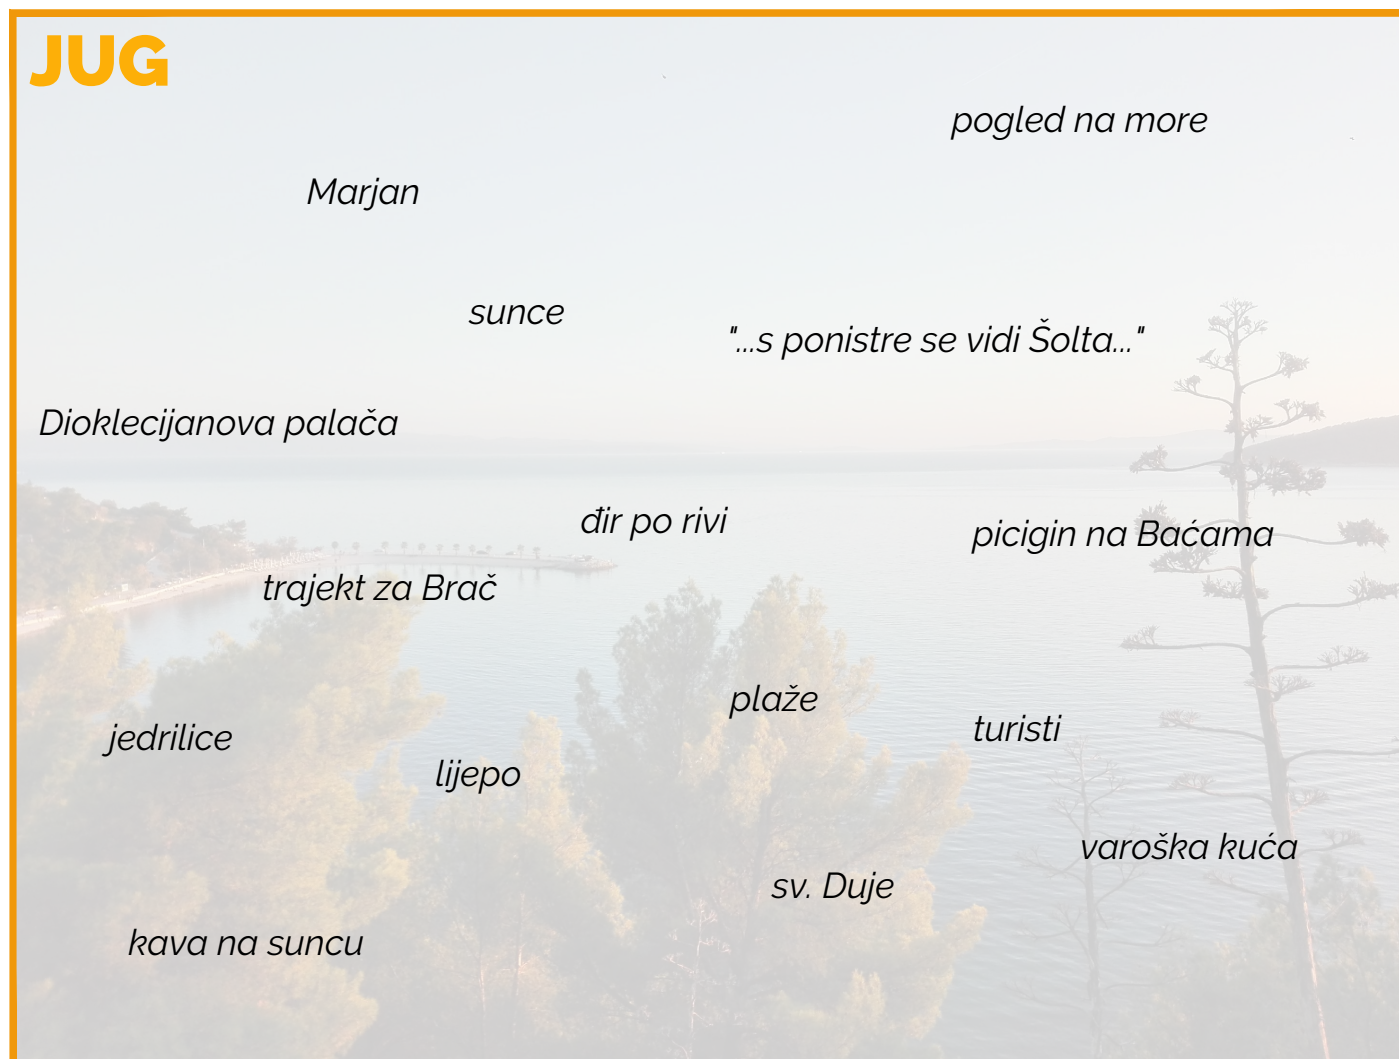 JUG
pogled na more
Marjan
sunce
"...s ponistre se vidi Šolta..."
Dioklecijanova palača
đir po rivi
picigin na Baćama
trajekt za Brač
plaže
turisti
jedrilice
lijepo
varoška kuća
sv. Duje
kava na suncu